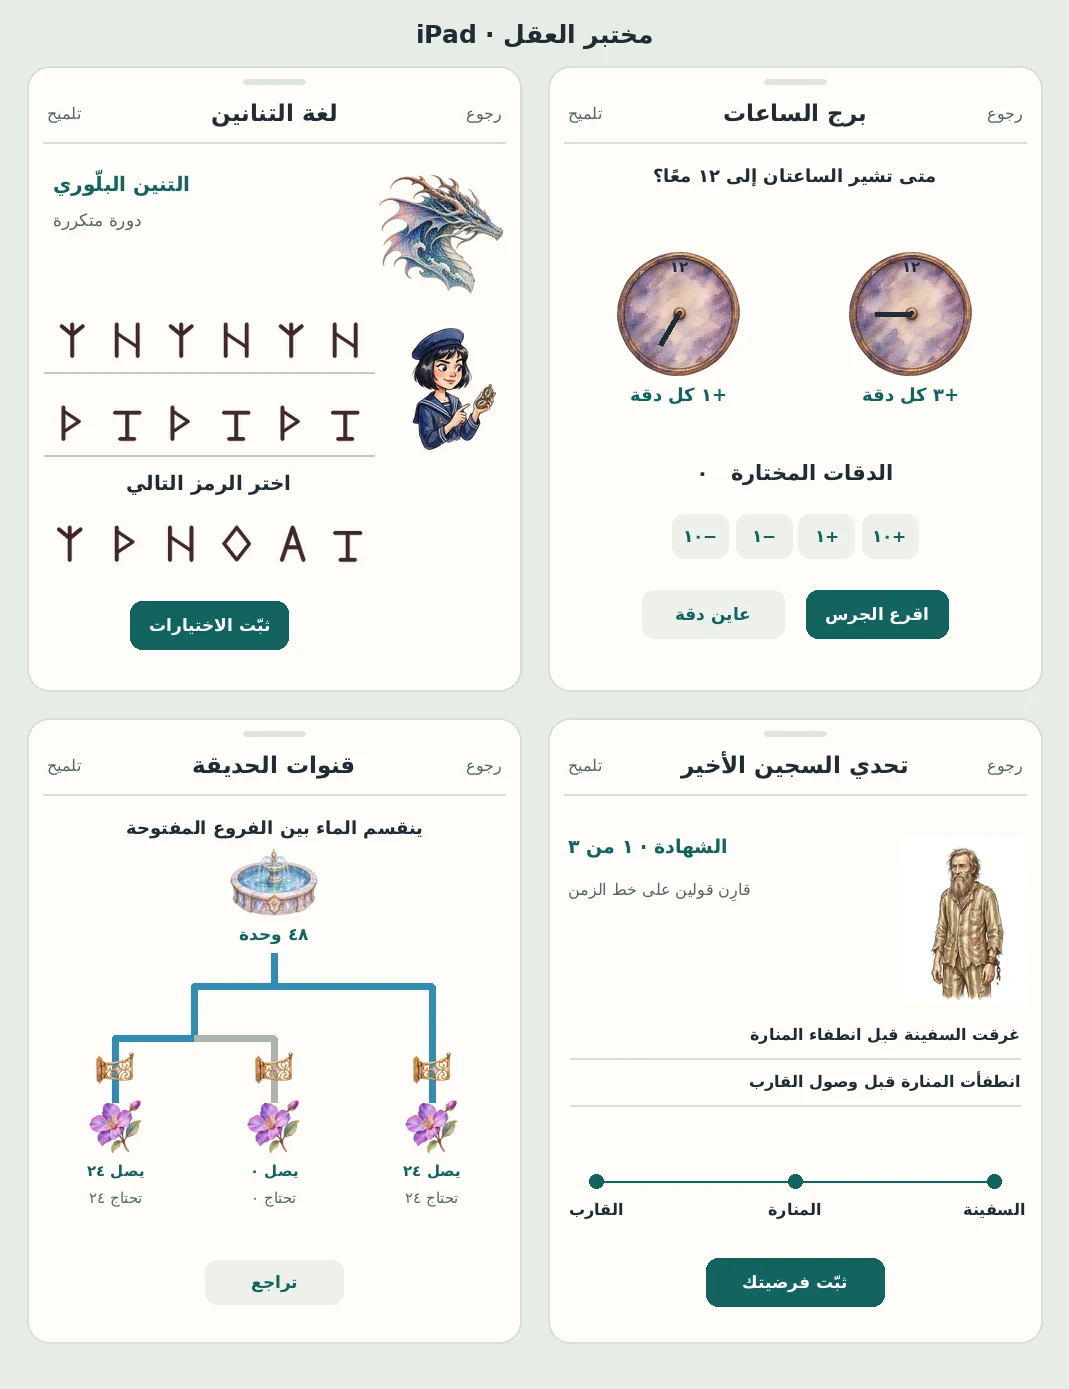 مختبر العقل · iPad
رجوع
برج الساعات
تلميح
متى تشير الساعتان إلى ١٢ معًا؟
١٢
١٢
+٣ كل دقة
+١ كل دقة
الدقات المختارة ٠
+١٠
+١
−١
−١٠
اقرع الجرس
عاين دقة
رجوع
لغة التنانين
تلميح
التنين البلّوري
دورة متكررة
ᚺ ᛉ ᚺ ᛉ ᚺ ᛉ
اختر الرمز التالي
ثبّت الاختيارات
رجوع
تحدي السجين الأخير
تلميح
الشهادة · ١ من ٣
قارِن قولين على خط الزمن
غرقت السفينة قبل انطفاء المنارة
انطفأت المنارة قبل وصول القارب
السفينة
المنارة
القارب
ثبّت فرضيتك
رجوع
قنوات الحديقة
تلميح
ينقسم الماء بين الفروع المفتوحة
٤٨ وحدة
يصل ٢٤
يصل ٠
يصل ٢٤
تحتاج ٢٤
تحتاج ٠
تحتاج ٢٤
تراجع